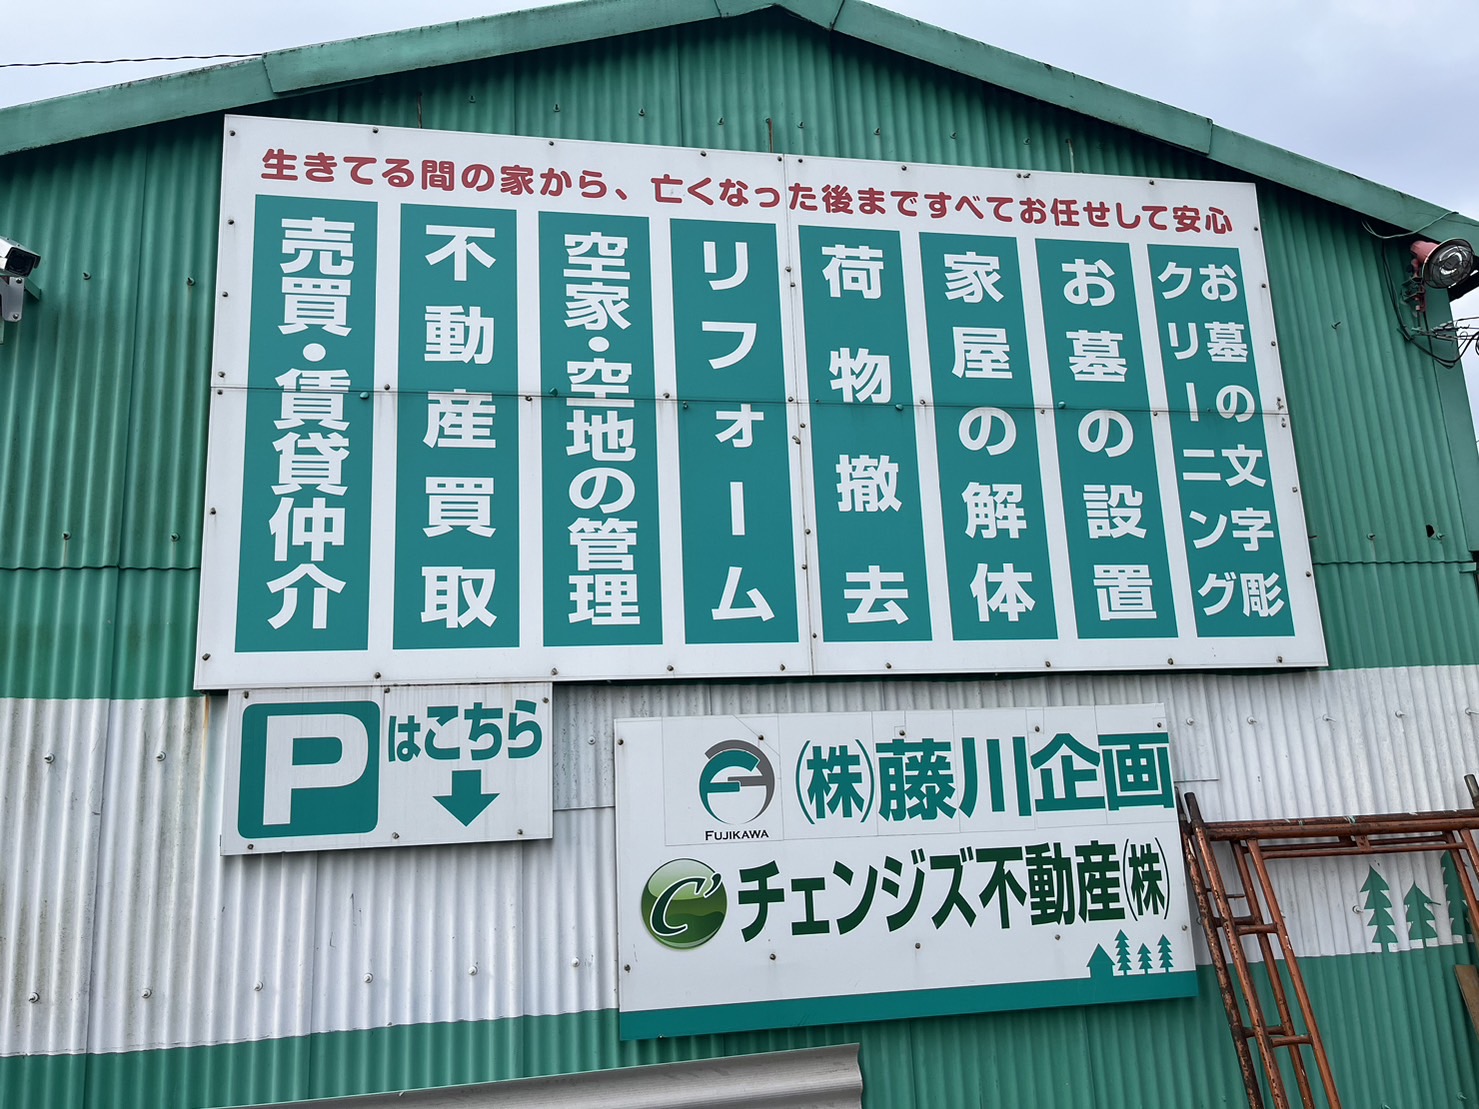 生きてる間の家から、亡くなった後まですべてお任せして安心
売買・賃貸仲介
不動産買取
空家・空地の管理
リフォーム
荷物撤去
家屋の解体
お墓の設置
お墓の文字彫
クリーニング
P はこちら
FUJIKAWA
(株)藤川企画
C' チェンジズ不動産(株)